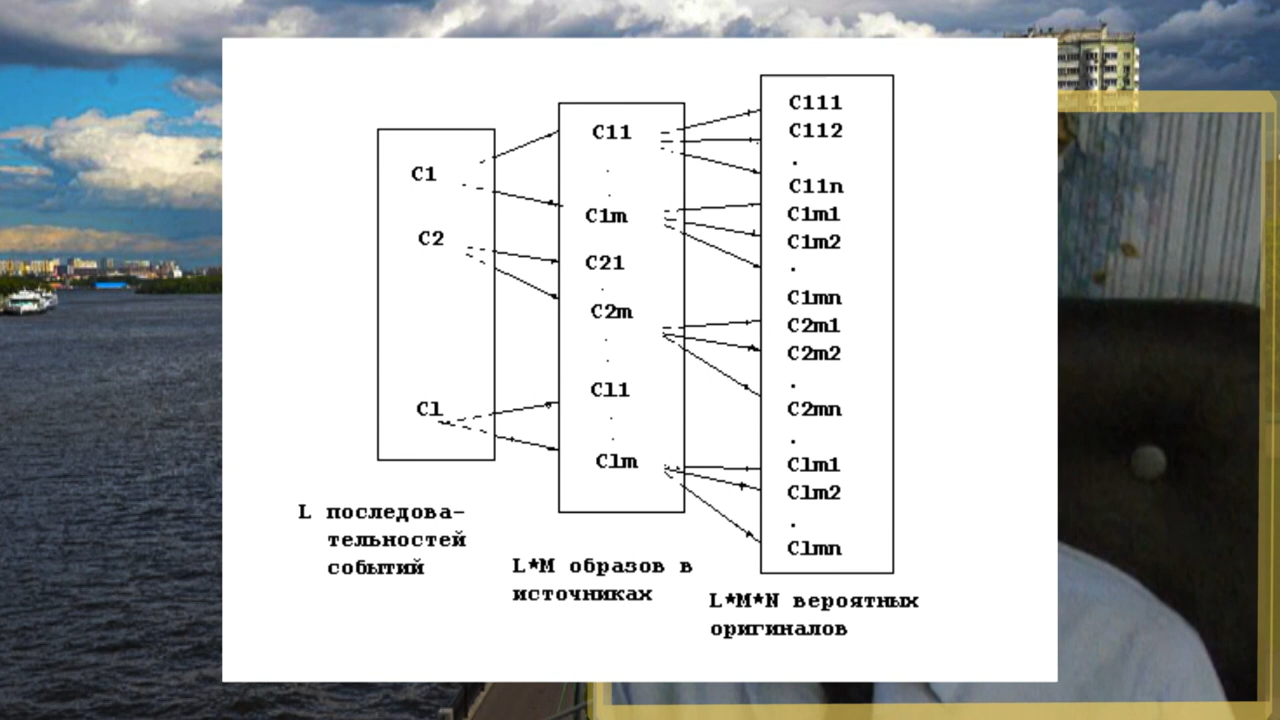 C1
C2
Cl
L последова-
тельностей
событий
C11
.
.
C1m
C21
.
C2m
.
.
Cl1
.
.
Clm
L*M образов в
источниках
C111
C112
.
C11n
C1m1
C1m2
.
C1mn
C2m1
C2m2
.
C2mn
.
Clm1
Clm2
.
Clmn
L*M*N вероятных
оригиналов